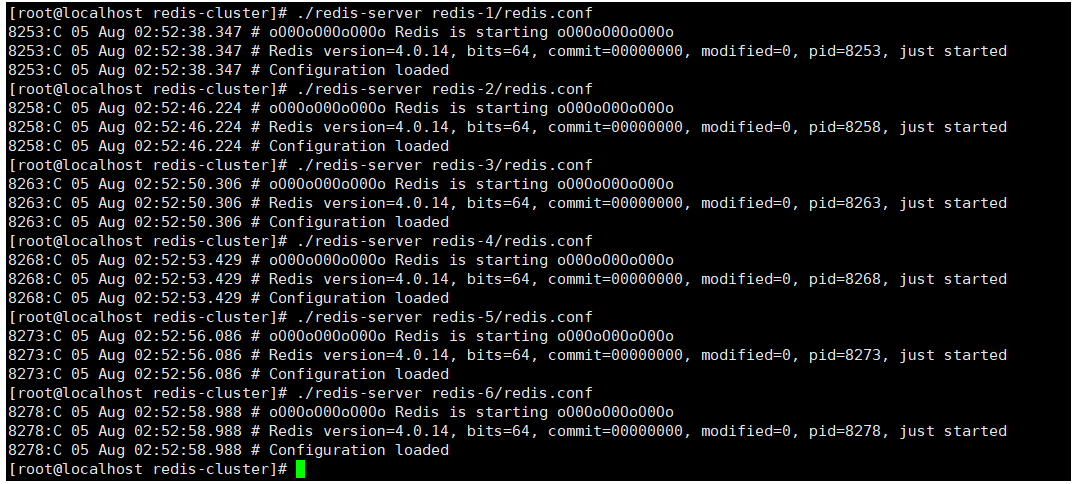 [root@localhost redis-cluster]# ./redis-server redis-1/redis.conf
8253:C 05 Aug 02:52:38.347 # oO0OoO0OoO0Oo Redis is starting oO0OoO0OoO0Oo
8253:C 05 Aug 02:52:38.347 # Redis version=4.0.14, bits=64, commit=00000000, modified=0, pid=8253, just started
8253:C 05 Aug 02:52:38.347 # Configuration loaded
[root@localhost redis-cluster]# ./redis-server redis-2/redis.conf
8258:C 05 Aug 02:52:46.224 # oO0OoO0OoO0Oo Redis is starting oO0OoO0OoO0Oo
8258:C 05 Aug 02:52:46.224 # Redis version=4.0.14, bits=64, commit=00000000, modified=0, pid=8258, just started
8258:C 05 Aug 02:52:46.224 # Configuration loaded
[root@localhost redis-cluster]# ./redis-server redis-3/redis.conf
8263:C 05 Aug 02:52:50.306 # oO0OoO0OoO0Oo Redis is starting oO0OoO0OoO0Oo
8263:C 05 Aug 02:52:50.306 # Redis version=4.0.14, bits=64, commit=00000000, modified=0, pid=8263, just started
8263:C 05 Aug 02:52:50.306 # Configuration loaded
[root@localhost redis-cluster]# ./redis-server redis-4/redis.conf
8268:C 05 Aug 02:52:53.429 # oO0OoO0OoO0Oo Redis is starting oO0OoO0OoO0Oo
8268:C 05 Aug 02:52:53.429 # Redis version=4.0.14, bits=64, commit=00000000, modified=0, pid=8268, just started
8268:C 05 Aug 02:52:53.429 # Configuration loaded
[root@localhost redis-cluster]# ./redis-server redis-5/redis.conf
8273:C 05 Aug 02:52:56.086 # oO0OoO0OoO0Oo Redis is starting oO0OoO0OoO0Oo
8273:C 05 Aug 02:52:56.086 # Redis version=4.0.14, bits=64, commit=00000000, modified=0, pid=8273, just started
8273:C 05 Aug 02:52:56.086 # Configuration loaded
[root@localhost redis-cluster]# ./redis-server redis-6/redis.conf
8278:C 05 Aug 02:52:58.988 # oO0OoO0OoO0Oo Redis is starting oO0OoO0OoO0Oo
8278:C 05 Aug 02:52:58.988 # Redis version=4.0.14, bits=64, commit=00000000, modified=0, pid=8278, just started
8278:C 05 Aug 02:52:58.988 # Configuration loaded
[root@localhost redis-cluster]#